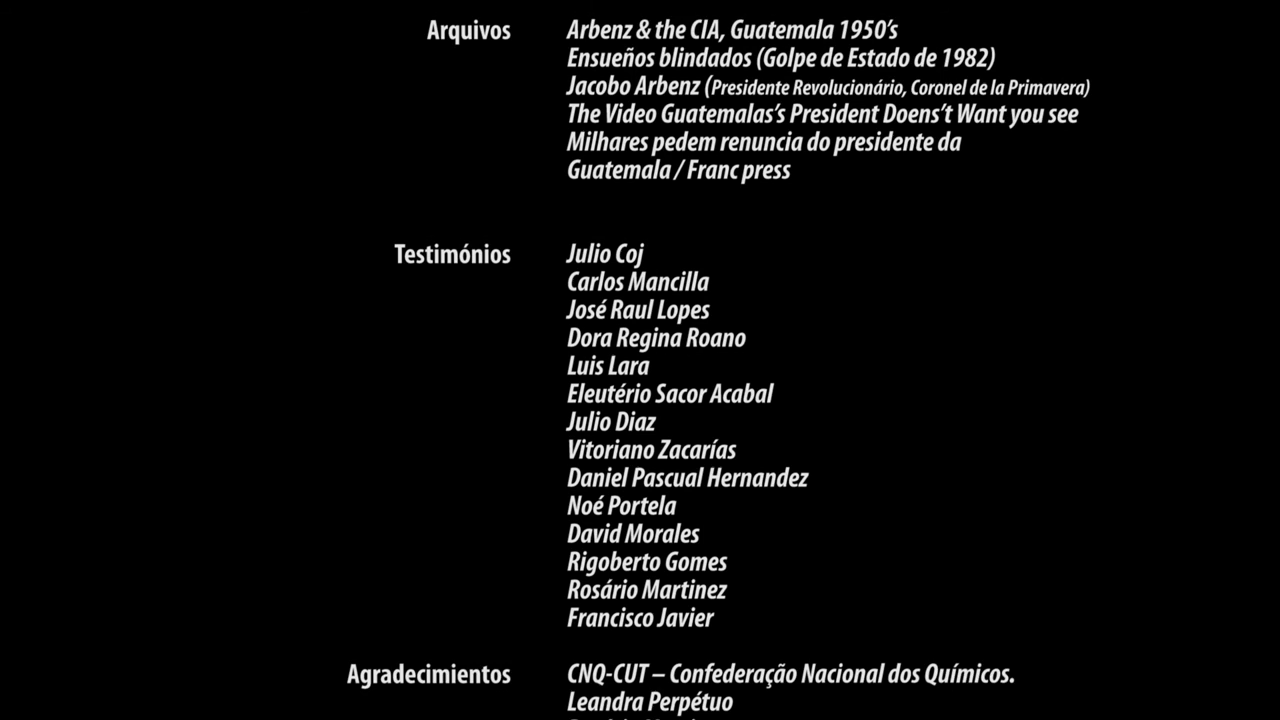 Arquivos
Arbenz & the CIA, Guatemala 1950's
Ensueños blindados (Golpe de Estado de 1982)
Jacobo Arbenz (Presidente Revolucionário, Coronel de la Primavera)
The Video Guatemalas's President Doens't Want you see
Milhares pedem renuncia do presidente da
Guatemala / Franc press
Testimónios
Julio Coj
Carlos Mancilla
José Raul Lopes
Dora Regina Roano
Luis Lara
Eleutério Sacor Acabal
Julio Diaz
Vitoriano Zacarías
Daniel Pascual Hernandez
Noé Portela
David Morales
Rigoberto Gomes
Rosário Martinez
Francisco Javier
Agradecimientos
CNQ-CUT – Confederação Nacional dos Químicos.
Leandra Perpétuo